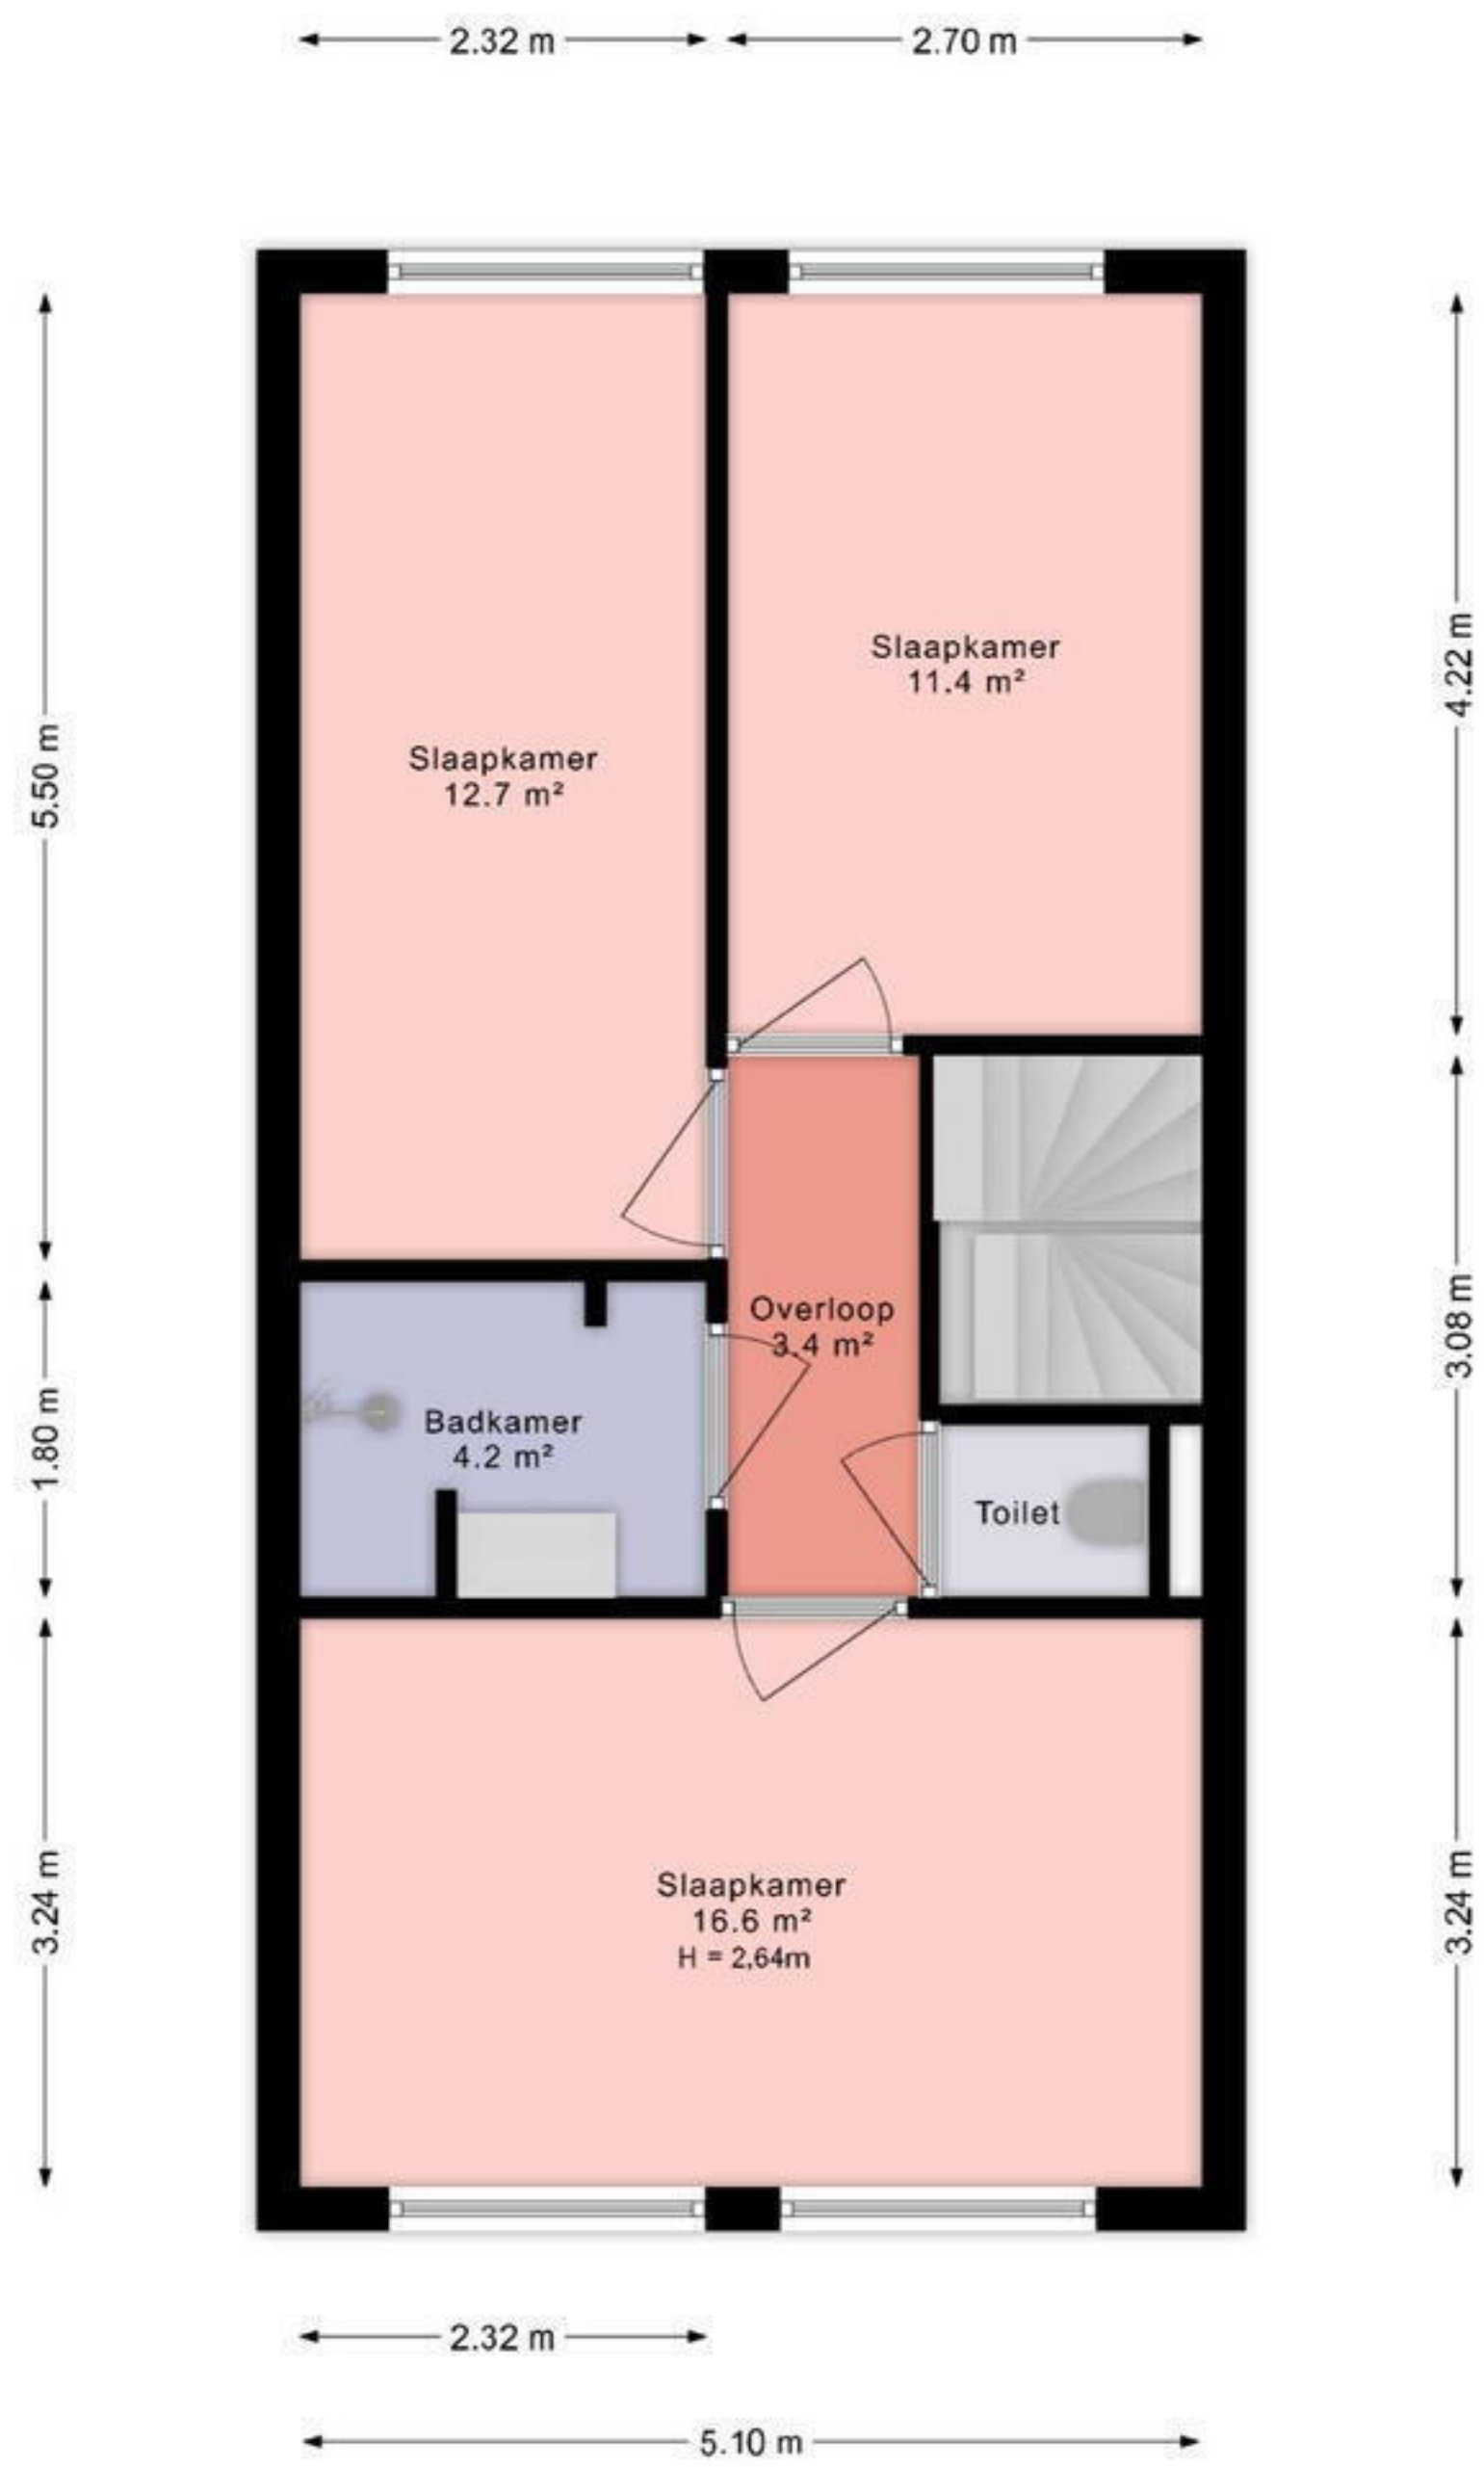 2.32 m
2.70 m
5.50 m
4.22 m
Slaapkamer
11.4 m²
Slaapkamer
12.7 m²
Overloop
3.4 m²
3.08 m
1.80 m
Badkamer
4.2 m²
Toilet
3.24 m
3.24 m
Slaapkamer
16.6 m²
H = 2,64m
2.32 m
5.10 m